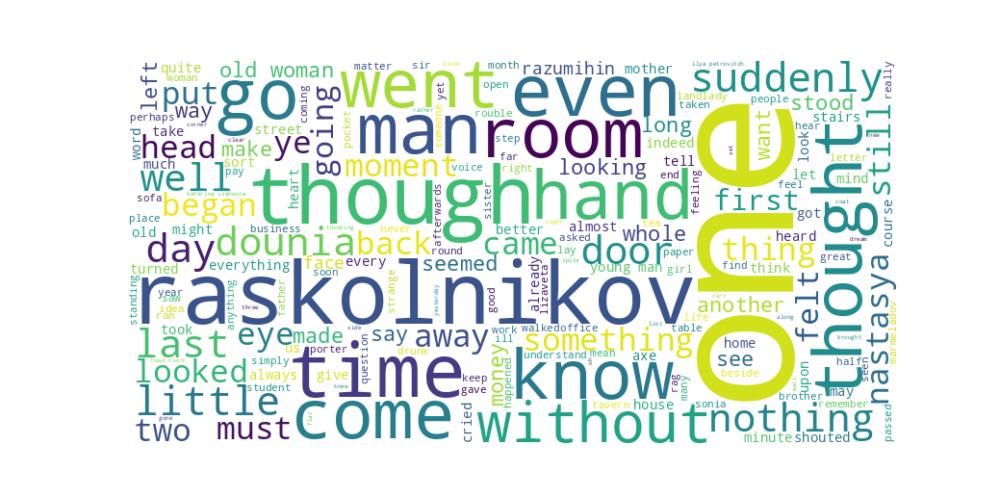 quite
woman
old woman
matter
sir
month
razumihin
mother
suddenly
Ilya petrovitch
really
left
put
go
went
even
open
yet
landlady
people
stood
taken
perhaps
way
coming
going
pocket
someone
rouble
stairs
word
take
street
man
room
long
want
hear
head
make
ye
step
indeed
look
still
much
sort
moment
voice
far
right
looking
tell
letter
well
pay
end
let
mind
sofa
heart
though
hand
feeling
first
feel
course
began
sister
one
got
place
business
never
afterwards
better
almost
whole
thing
heard
thought
old
might
asked
tea
day
dounia
back
round
came
lay
door
paper
find
think
great
turned
everything
face
every
seemed
young man
girl
dream
standing
year
soon
strange
good
already
lizaveta
another
felt
nastasya
saw
idea
ran
anything
father
three
yesterday
raskolnikov
life
took
eye
made
side
say
away
work
walked
office
table
last
us
porter
question
ill
something
home
along
brought
marmeladov
simply
drunk
understand
mean
axe
know
see
half
seen
looked
always
give
time
keep
gave
money
happened
rag
many
beside
upon
may
student
knew
sonia
brother
remember
little
come
tavern
house
nothing
two
must
cried
without
minute
shouted
passed